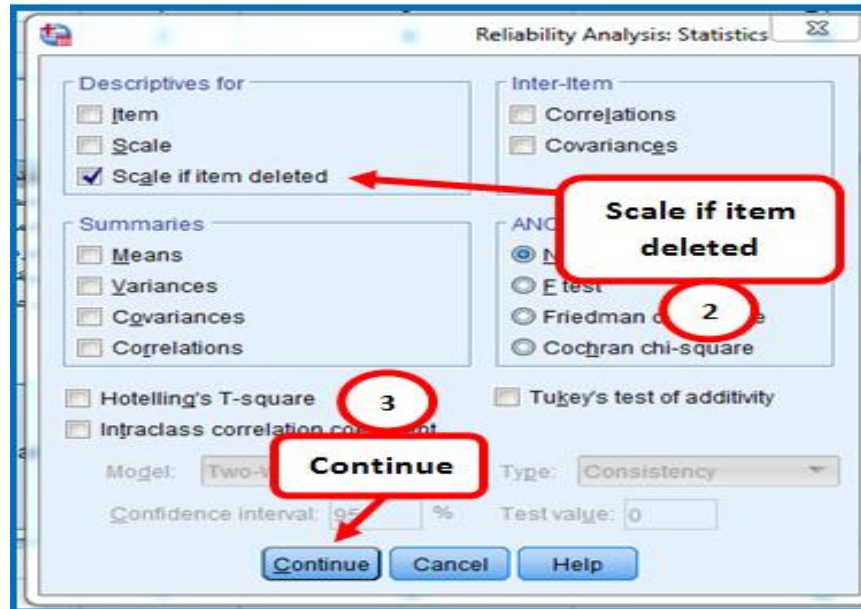 Reliability Analysis: Statistics
Descriptives for
Item
Scale
Scale if item deleted
Inter-Item
Correlations
Covariances
Scale if item
deleted
Summaries
Means
Variances
Covariances
Correlations
F test
Friedman
2
Cochran chi-square
Hotelling's T-square
3
Tukey's test of additivity
Intraclass correlation
Continue
Model:
Type: Consistency
Confidence interval: 95 %
Test value: 0
Continue Cancel Help